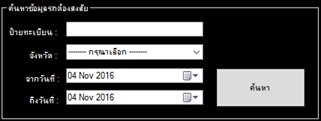 ค้นหาข้อมูลรถต้องสงสัย
ป้ายทะเบียน :
จังหวัด : -------- กรุณาเลือก --------
จากวันที่ : 04 Nov 2016
ถึงวันที่ : 04 Nov 2016
ค้นหา